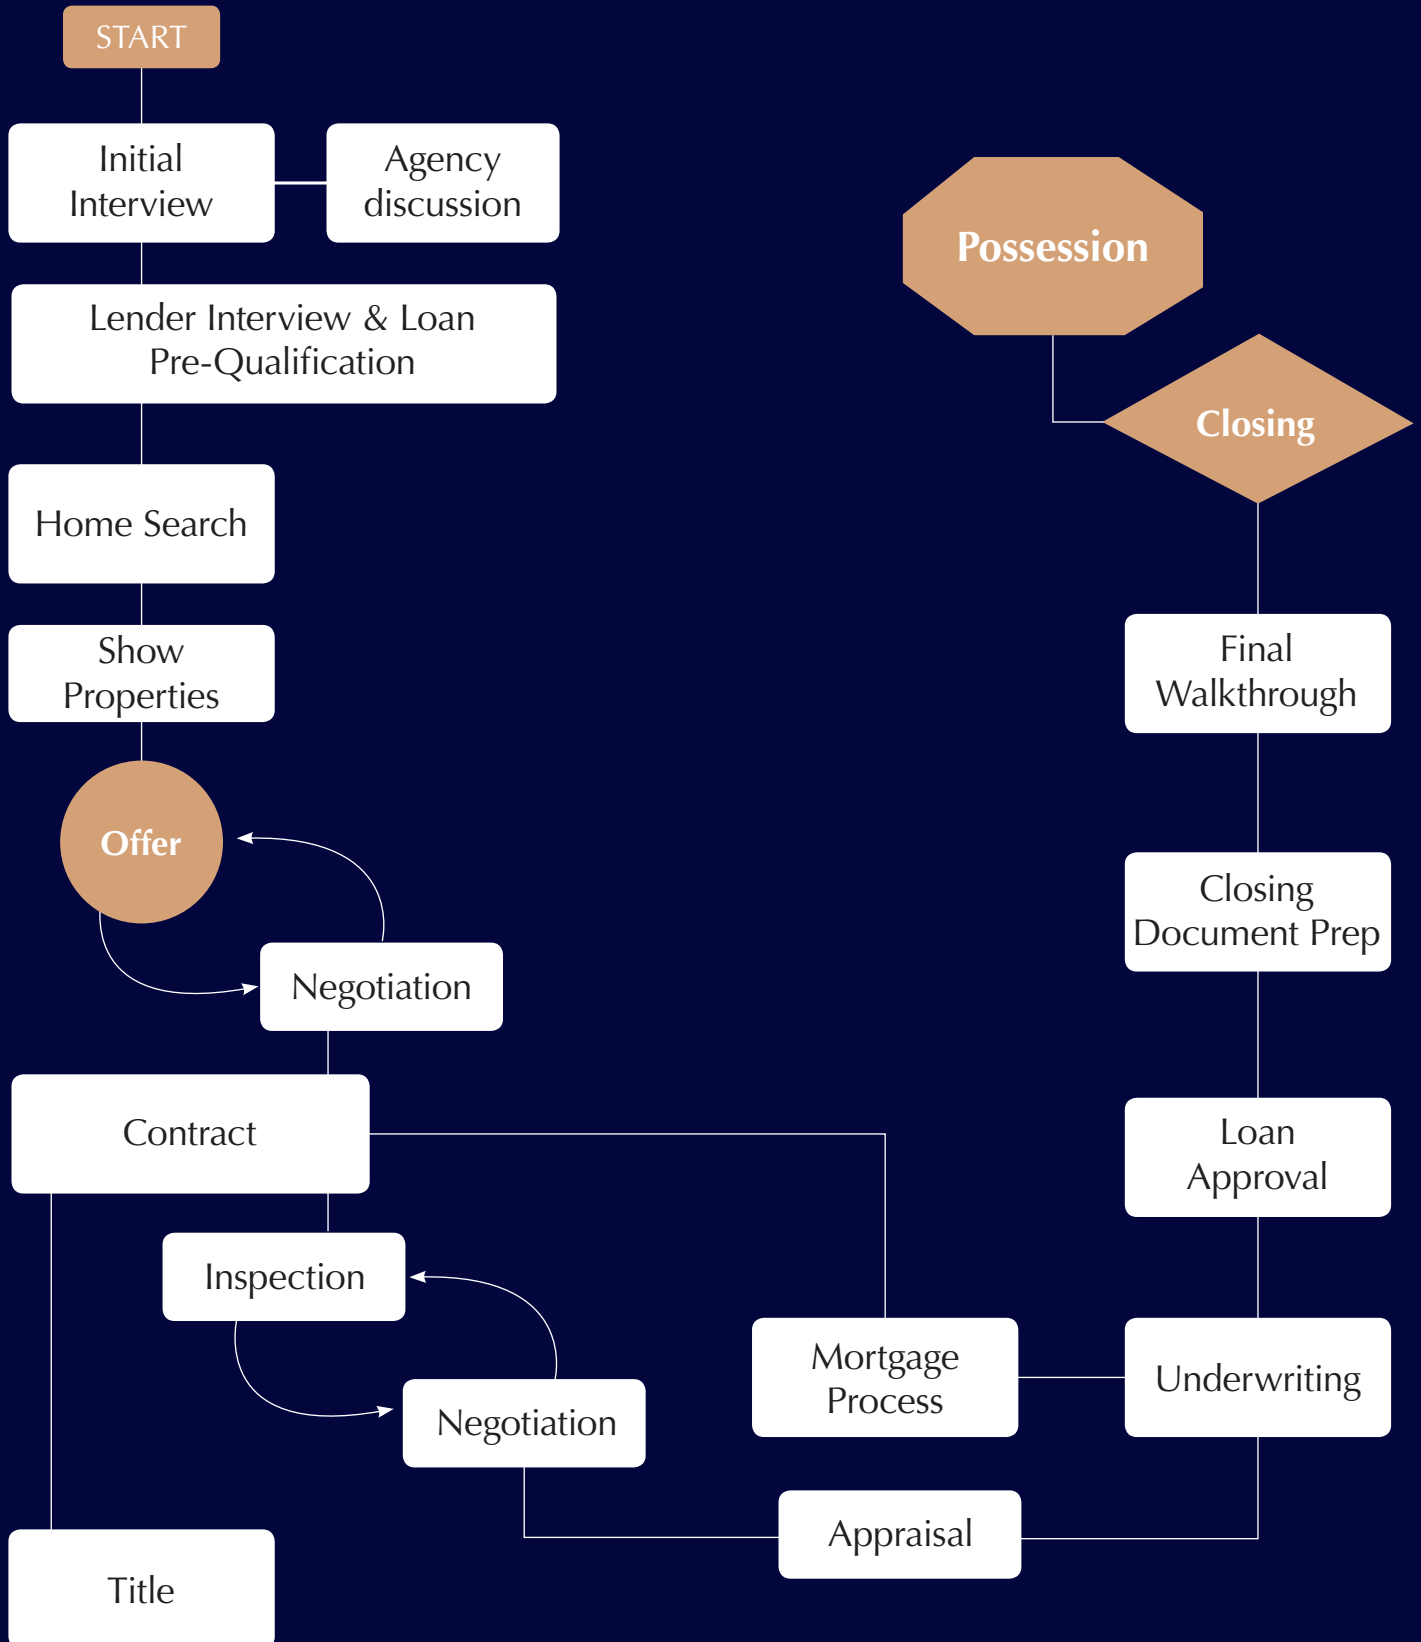 START
Initial
Interview
Agency
discussion
Lender Interview & Loan
Pre-Qualification
Home Search
Show
Properties
Offer
Negotiation
Contract
Inspection
Negotiation
Title
Appraisal
Mortgage
Process
Underwriting
Loan
Approval
Closing
Document Prep
Final
Walkthrough
Closing
Possession